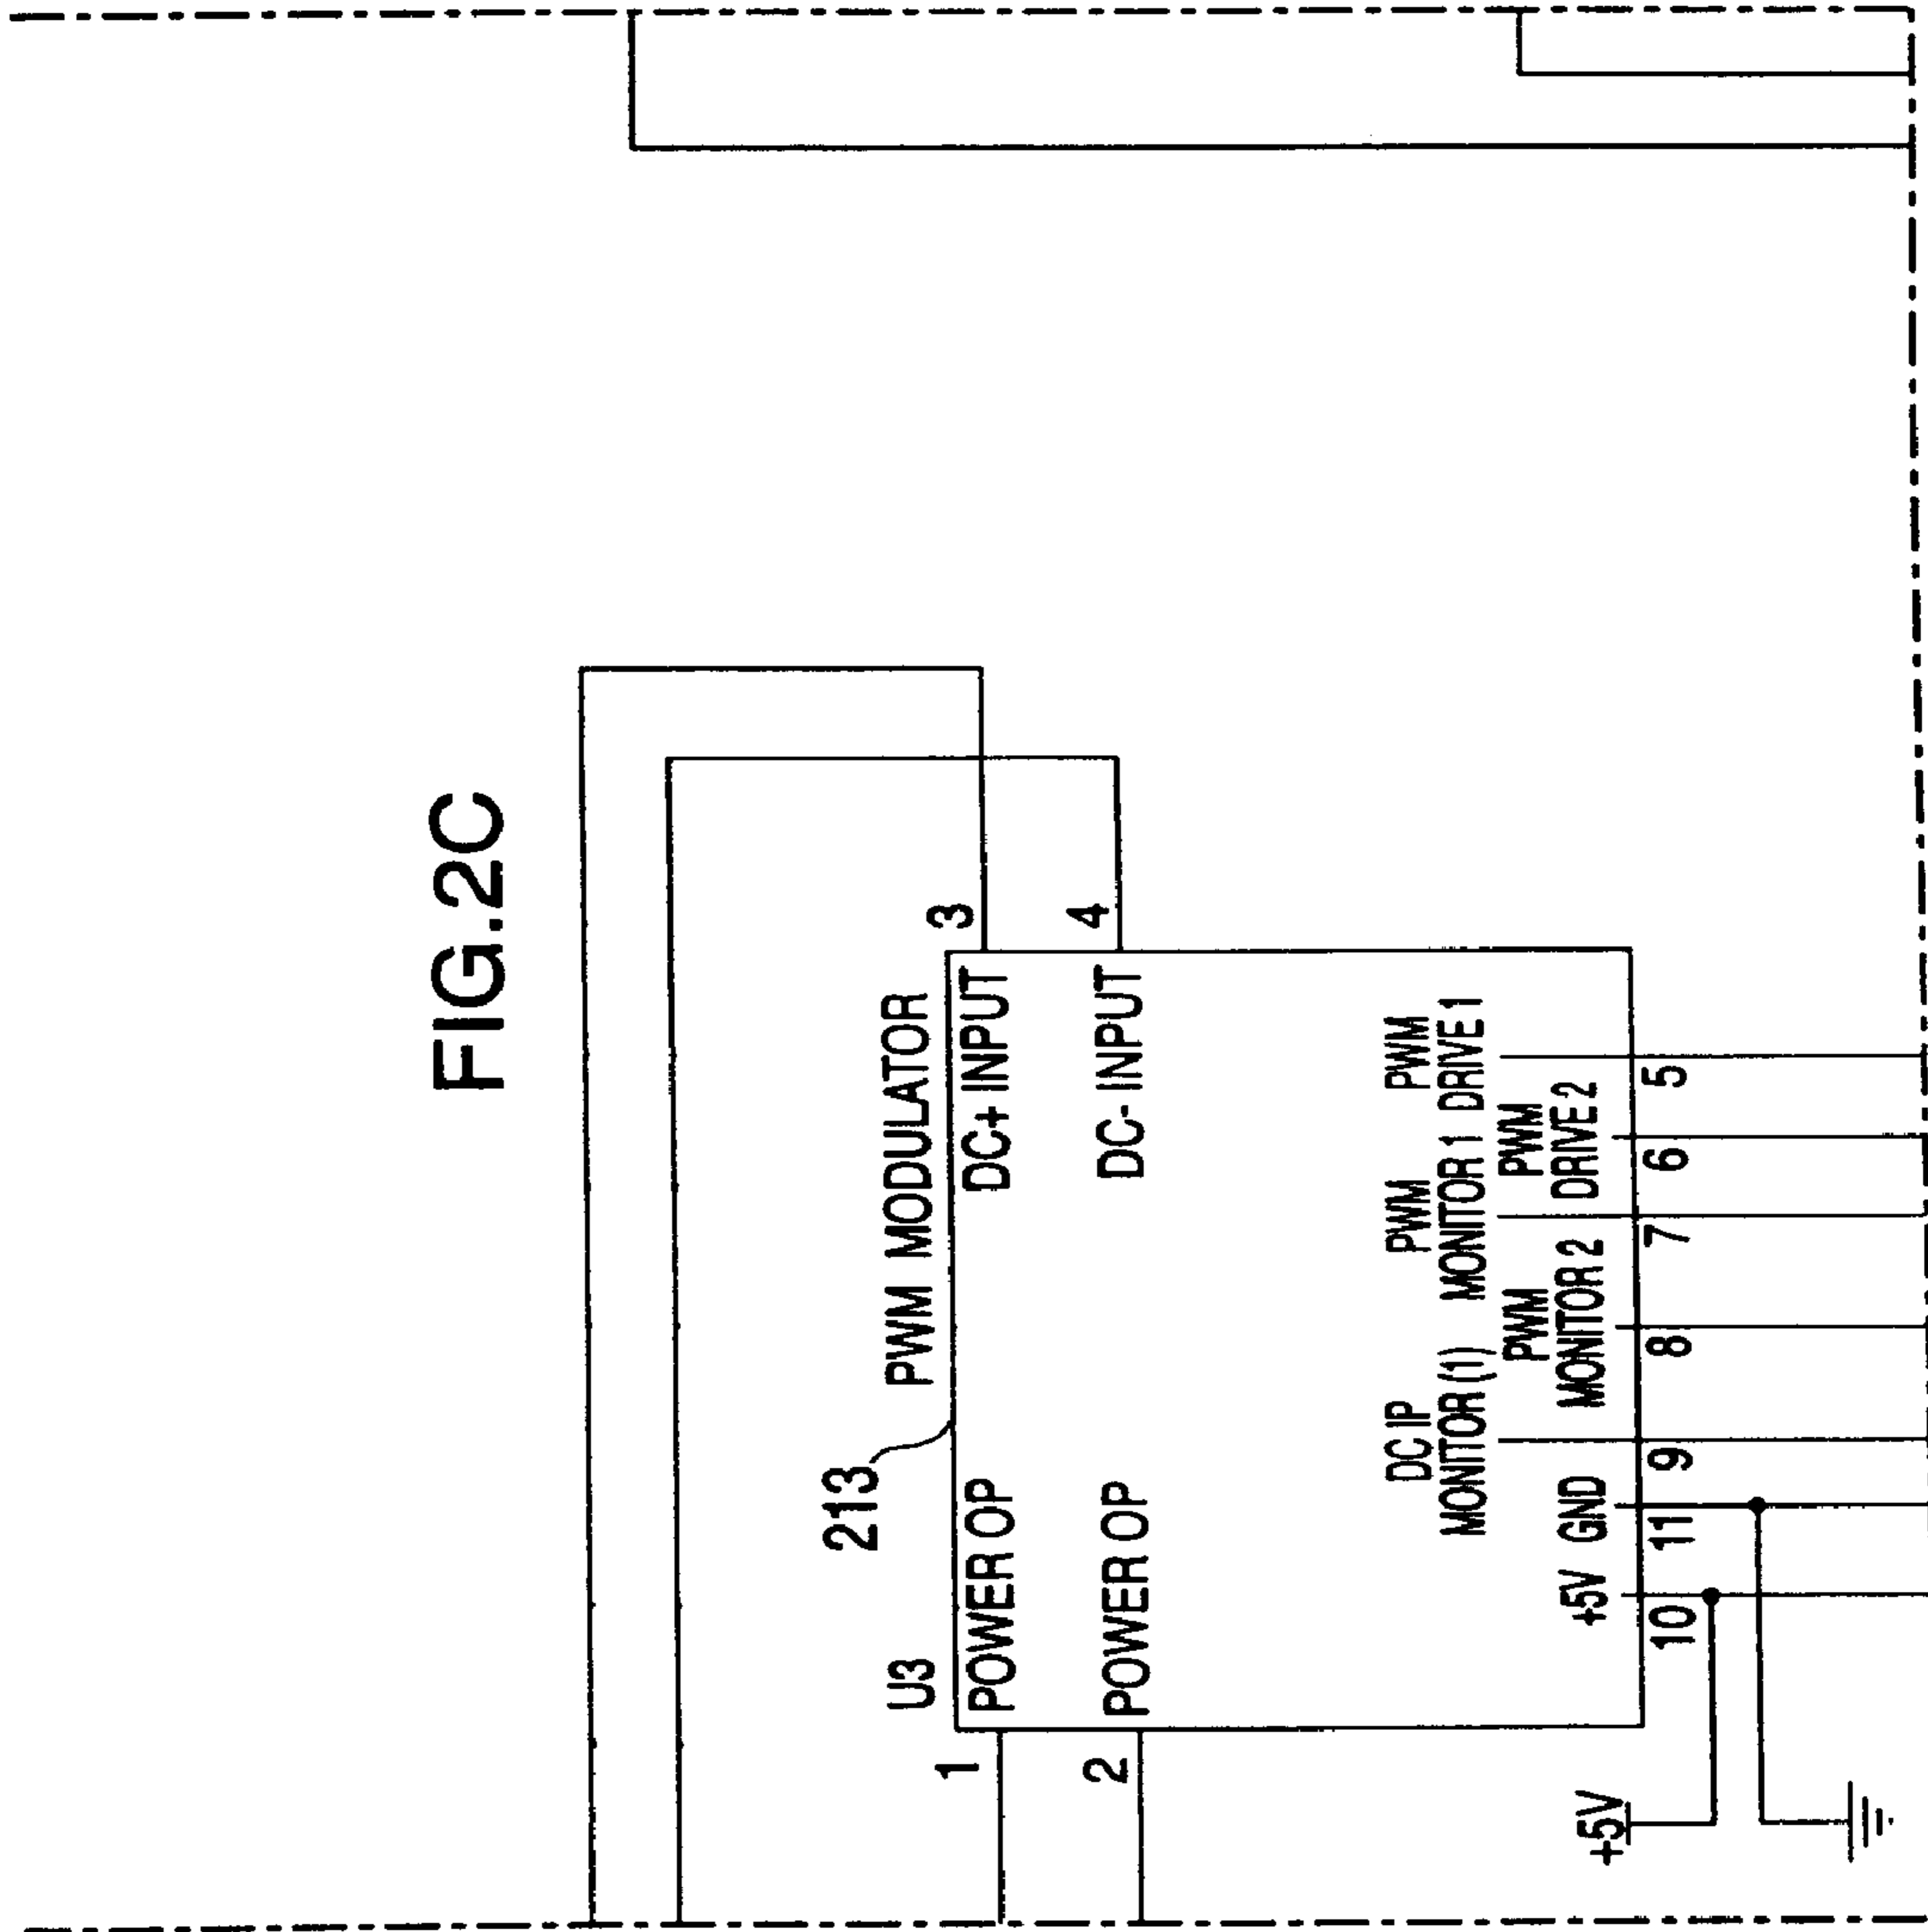 FIG.2C
213
U3
PWM MODULATOR
1
POWER OP
DC+ INPUT
3
2
POWER OP
DC- INPUT
4
DC IP
MONITOR (1)
PWM
MONITOR 1
PWM
DRIVE 1
PWM
MONITOR 2
PWM
DRIVE 2
+5V
GND
10
11
9
8
7
6
5
+5V